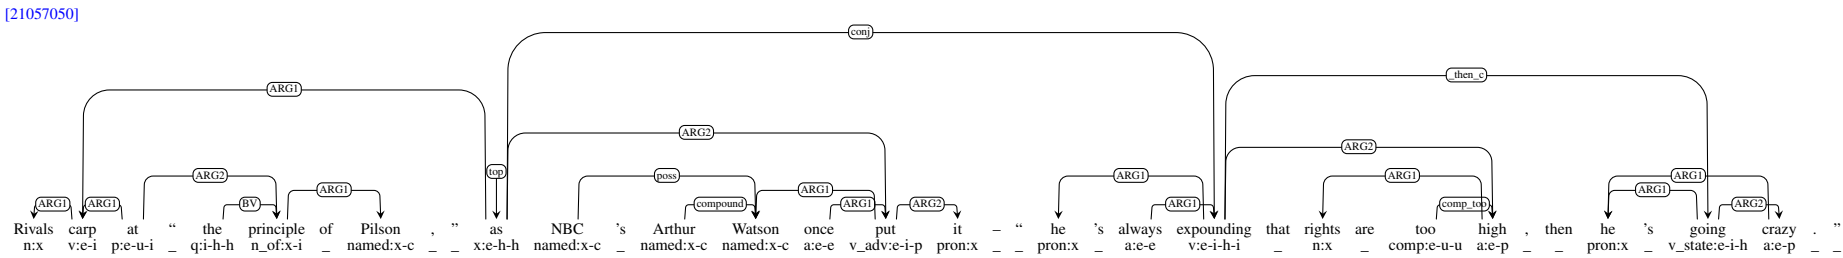 [21057050]
conj
_then_c
ARG1
ARG2
ARG2
top
ARG2 poss ARG1 ARG1 ARG1
ARG1 ARG1 ARG1
ARG1 ARG1 BV compound ARG1 ARG2 ARG1 comp_too ARG2
Rivals carp at “ the principle of Pilson , ” as NBC 's Arthur Watson once put it – “ he 's always expounding that rights are too high , then he 's going crazy . ”
n:x v:e-i p:e-u-i _ q:i-h-h n_of:x-i _ named:x-c _ _ x:e-h-h named:x-c _ named:x-c named:x-c a:e-e v_adv:e-i-p pron:x _ _ pron:x _ a:e-e v:e-i-h-i _ n:x _ comp:e-u-u a:e-p _ _ pron:x _ v_state:e-i-h a:e-p _ _